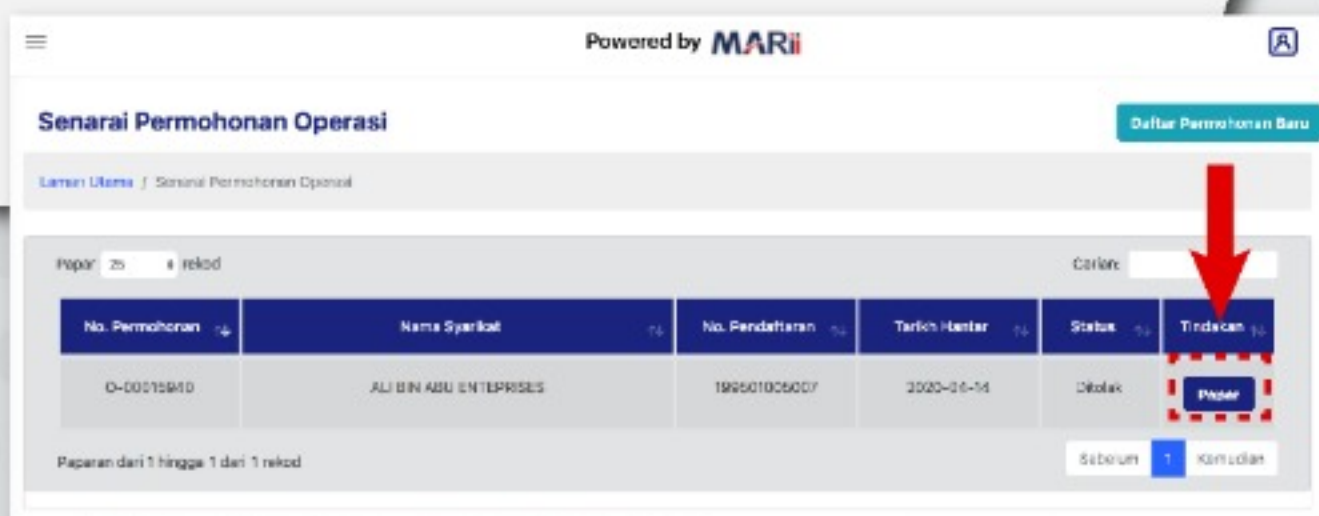 Powered by MARii
Senarai Permohonan Operasi
Daftar Permohonan Baru
Laman Utama / Senarai Permohonan Operasi
Papar 25 rekod
Carian:
No. Permohonan Nama Syarikat No. Pendaftaran Tarikh Hantar Status Tindakan
O-00015940 ALI BIN ABU ENTEPRISES 199501005007 2020-04-14 Ditolak Papar
Paparan dari 1 hingga 1 dari 1 rekod
Sebelum 1 Kemudian